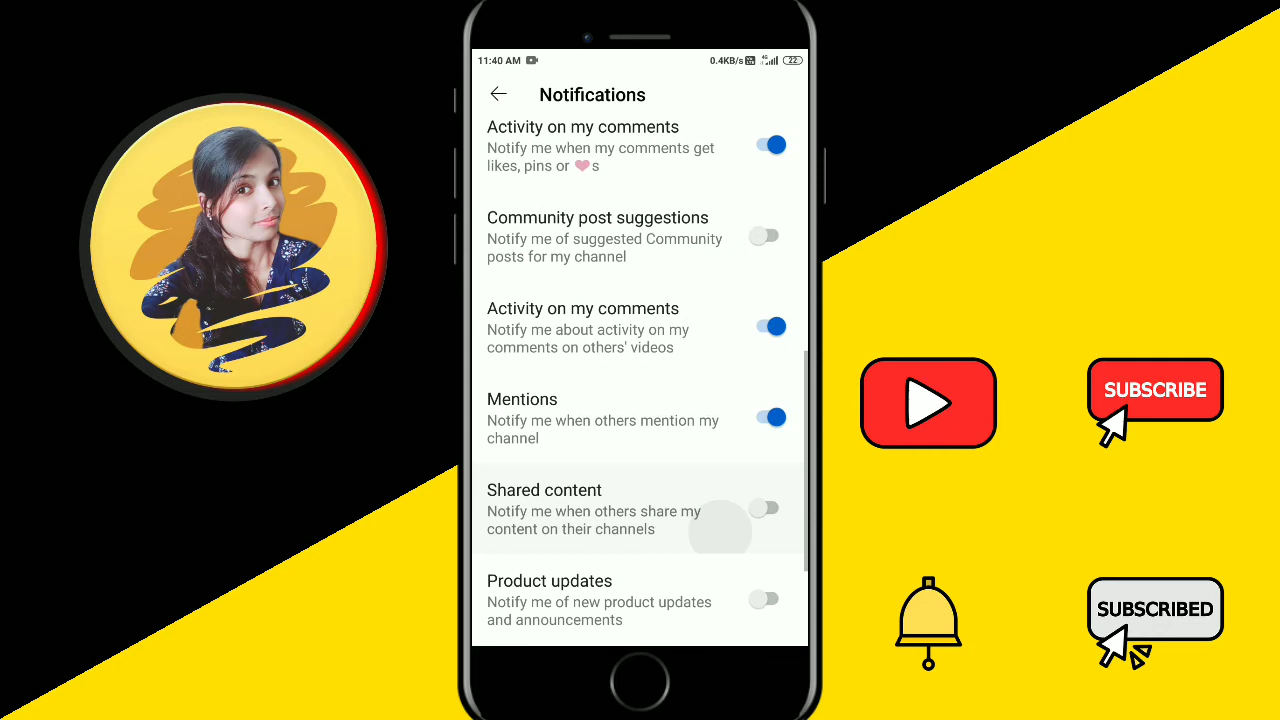 11:40 AM
0.4KB/s 4G 22
Notifications
Activity on my comments
Notify me when my comments get
likes, pins or ❤s
Community post suggestions
Notify me of suggested Community
posts for my channel
Activity on my comments
Notify me about activity on my
comments on others' videos
Mentions
Notify me when others mention my
channel
Shared content
Notify me when others share my
content on their channels
Product updates
Notify me of new product updates
and announcements
SUBSCRIBE
SUBSCRIBED